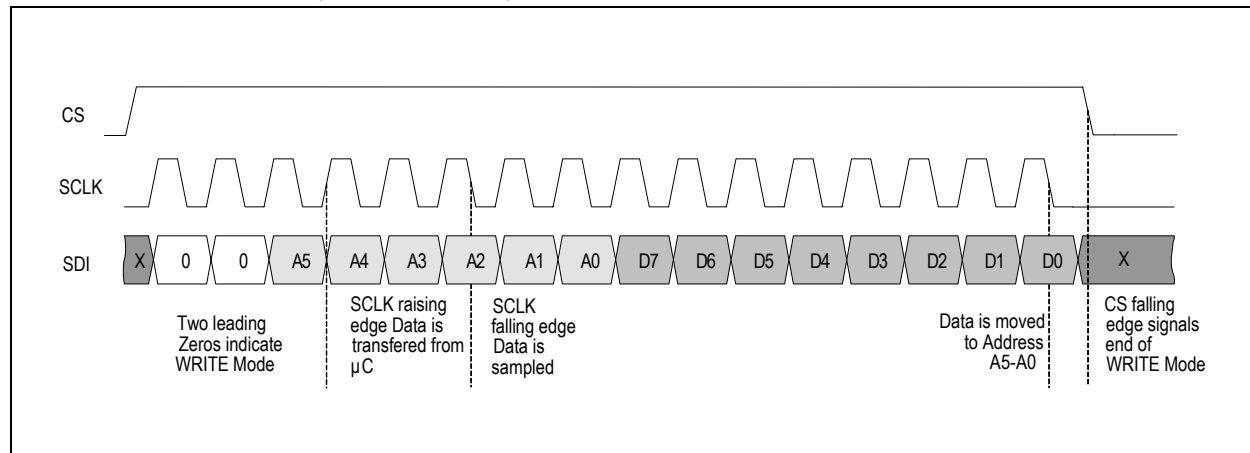 CS
SCLK
SDI
X 0 0 A5 A4 A3 A2 A1 A0 D7 D6 D5 D4 D3 D2 D1 D0 X
Two leading
Zeros indicate
WRITE Mode
SCLK raising
edge Data is
transfered from
µC
SCLK
falling edge
Data is
sampled
Data is moved
to Address
A5-A0
CS falling
edge signals
end of
WRITE Mode